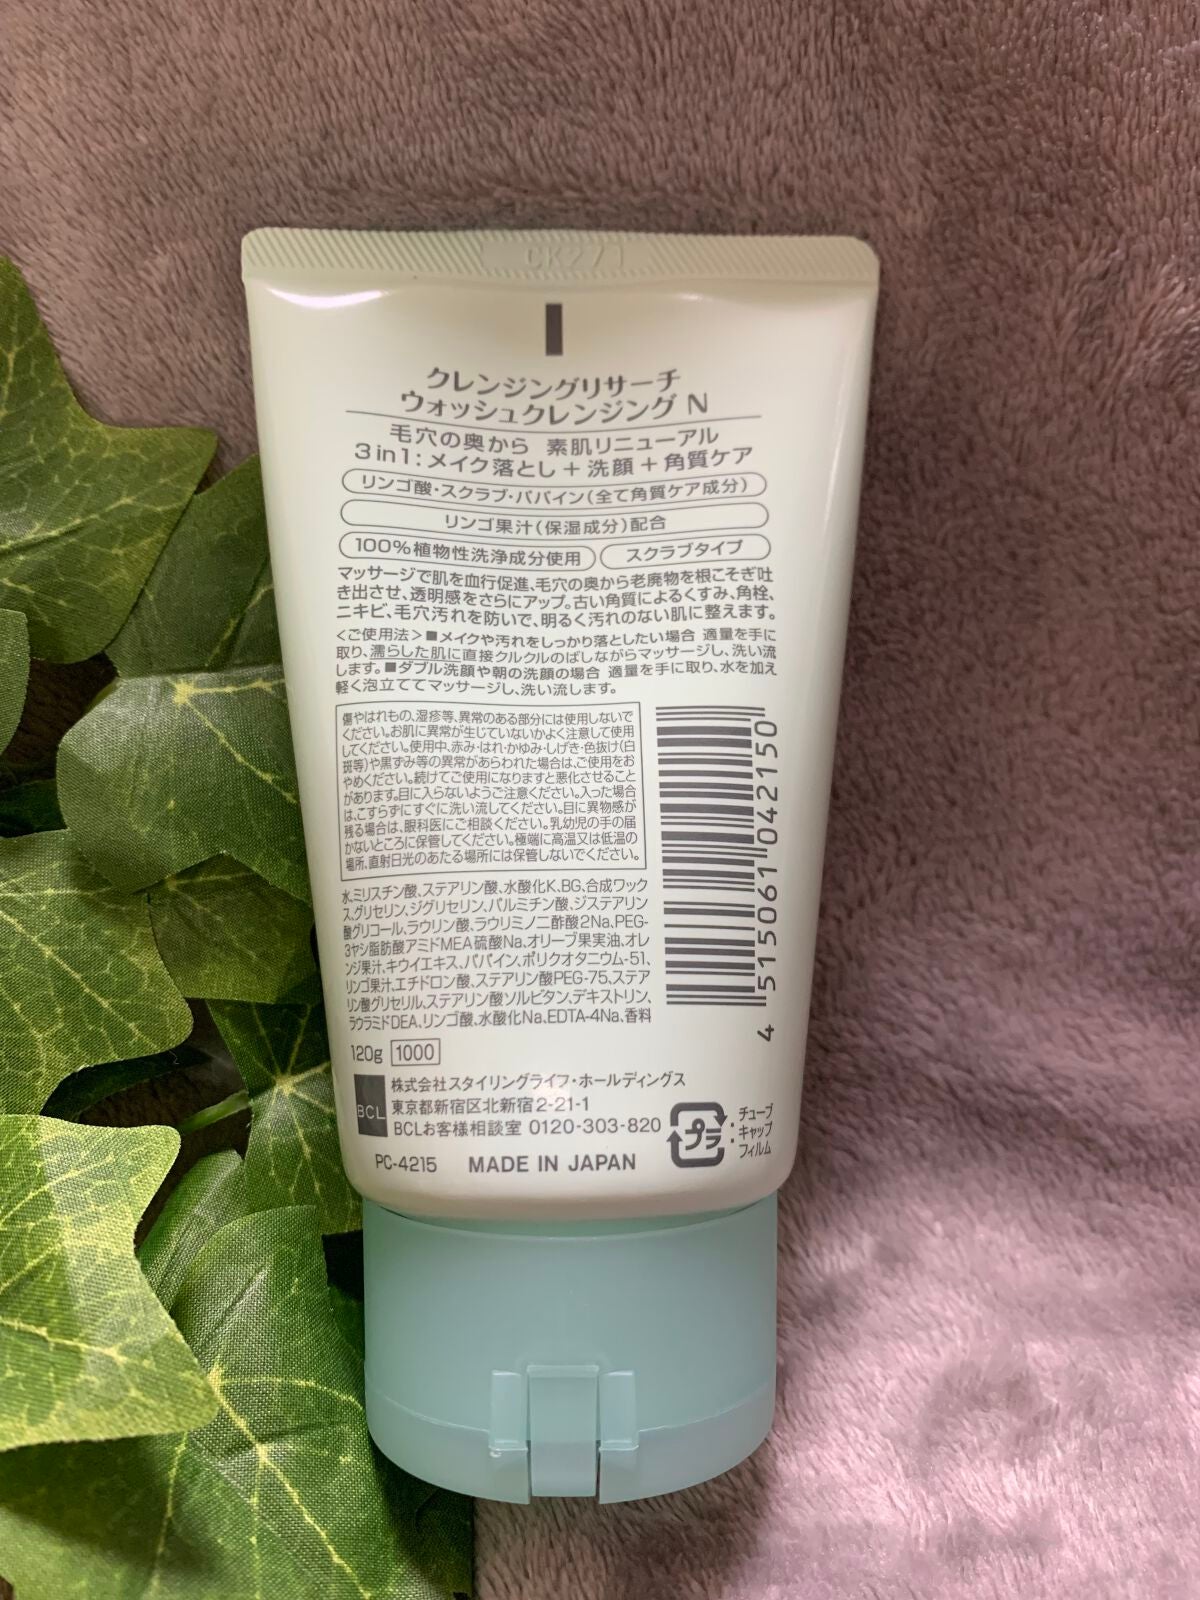 CK271
クレンジングリサーチ
ウォッシュクレンジング N
毛穴の奥から 素肌リニューアル
3in1:メイク落とし+洗顔+角質ケア
リンゴ酸・スクラブ・パパイン(全て角質ケア成分)
リンゴ果汁(保湿成分)配合
100%植物性洗浄成分使用 スクラブタイプ
マッサージで肌を血行促進、毛穴の奥から老廃物を根こそぎ吐
き出させ、透明感をさらにアップ。古い角質によるくすみ、角栓、
ニキビ、毛穴汚れを防いで、明るく汚れのない肌に整えます。
<ご使用法>■メイクや汚れをしっかり落としたい場合 適量を手に
取り、濡らした肌に直接クルクルのばしながらマッサージし、洗い流
します。■ダブル洗顔や朝の洗顔の場合 適量を手に取り、水を加え
軽く泡立ててマッサージし、洗い流します。
傷やはれもの、湿疹等、異常のある部分には使用しないで
ください。お肌に異常が生じていないかよく注意して使用
してください。使用中、赤み・はれ・かゆみ・しげき・色抜け(白
斑等)や黒ずみ等の異常があらわれた場合は、ご使用をお
やめください。続けてご使用になりますと悪化させること
があります。目に入らないようご注意ください。入った場合
は、こすらずにすぐに洗い流してください。目に異物感が
残る場合は、眼科医にご相談ください。乳幼児の手の届
かないところに保管してください。極端に高温又は低温の
場所、直射日光のあたる場所には保管しないでください。
4 515061 042150
水、ミリスチン酸、ステアリン酸、水酸化K、BG、合成ワック
ス、グリセリン、ジグリセリン、パルミチン酸、ジステアリン
酸グリコール、ラウリン酸、ラウリミノ二酢酸2Na、PEG-
3ヤシ脂肪酸アミドMEA硫酸Na、オリーブ果実油、オレ
ンジ果汁、キウイエキス、パパイン、ポリクオタニウム-51、
リンゴ果汁、エチドロン酸、ステアリン酸PEG-75、ステア
リン酸グリセリル、ステアリン酸ソルビタン、デキストリン、
ラウラミドDEA、リンゴ酸、水酸化Na、EDTA-4Na、香料
120g 1000
BCL
株式会社スタイリングライフ・ホールディングス
東京都新宿区北新宿2-21-1
BCLお客様相談室 0120-303-820
プラ
:チューブ
キャップ
:フィルム
PC-4215 MADE IN JAPAN